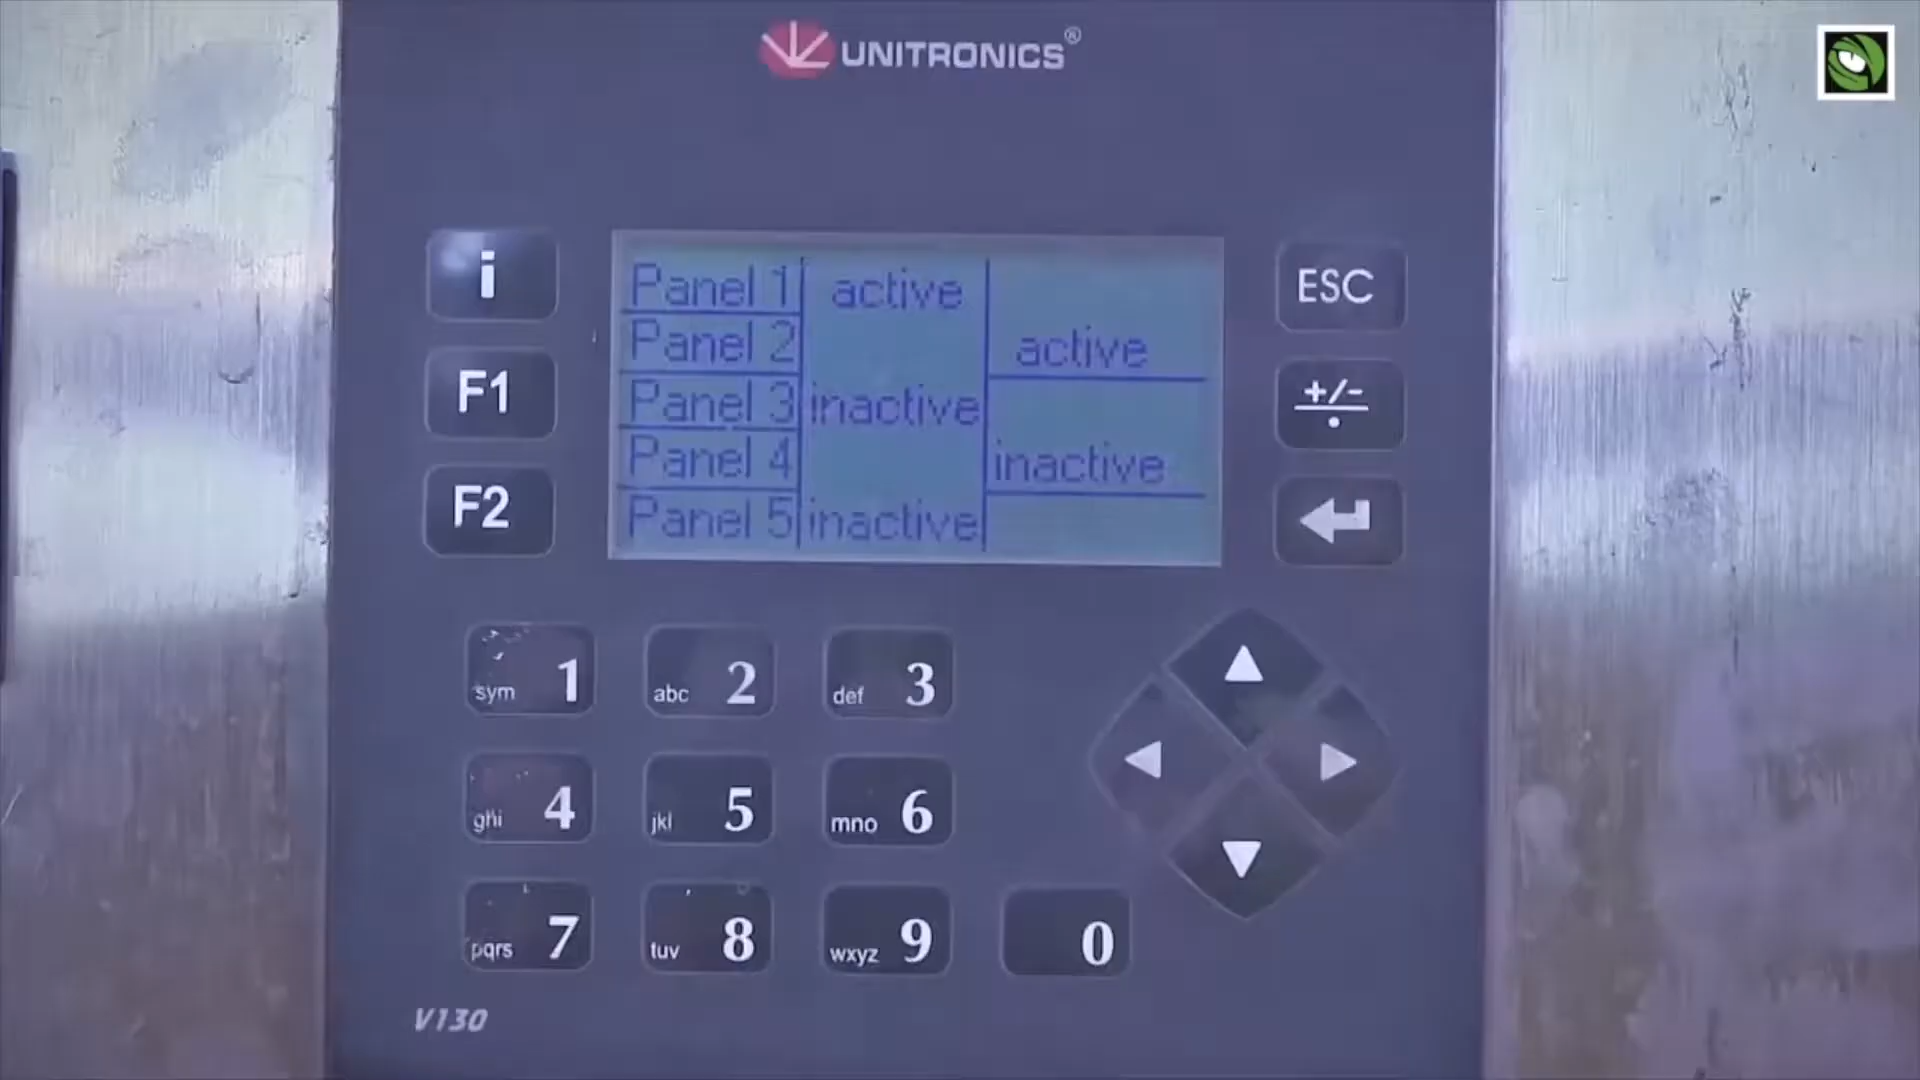 UNITRONICS®
i
ESC
Panel 1 active
Panel 2 active
F1
+/-
.
Panel 3 inactive
Panel 4 inactive
F2
Panel 5 inactive
sym 1
abc 2
def 3
ghi 4
jkl 5
mno 6
pqrs 7
tuv 8
wxyz 9
0
V130